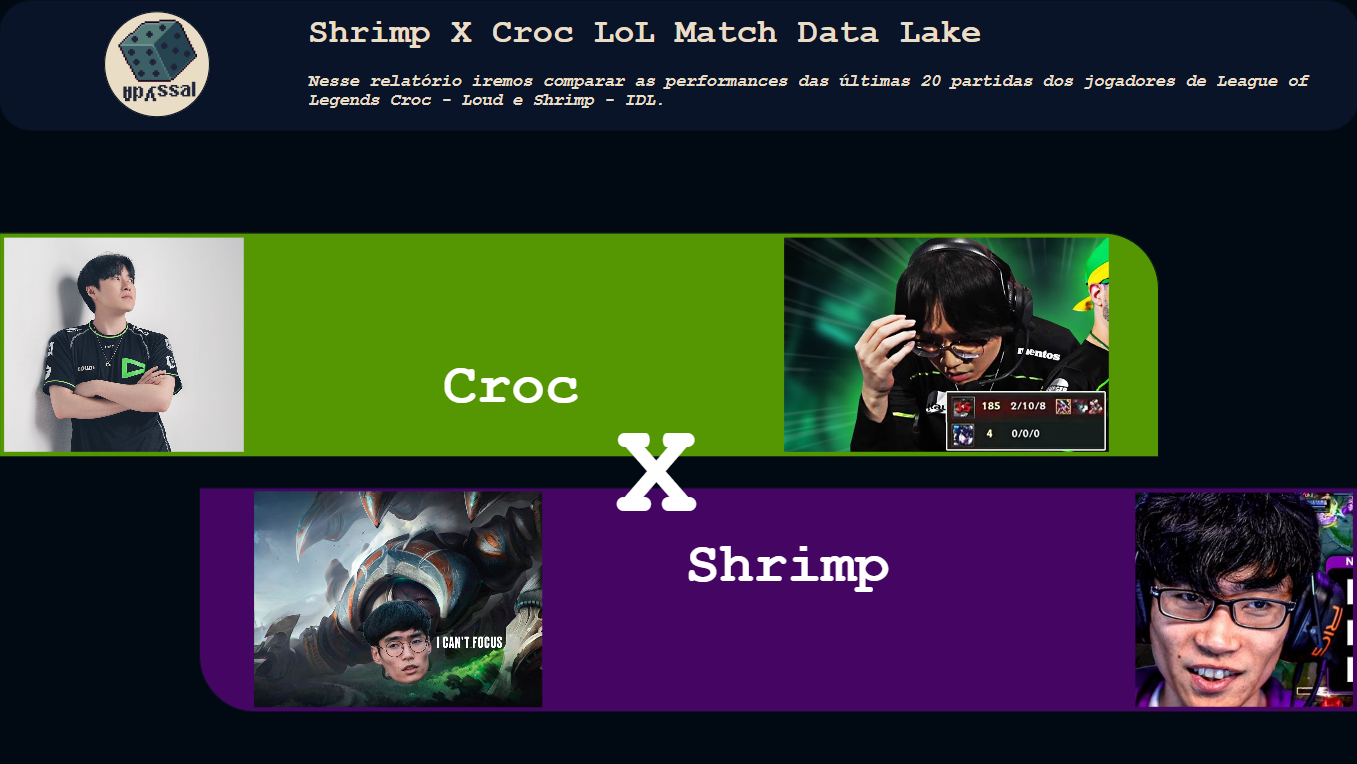 Shrimp X Croc LoL Match Data Lake
Nesse relatório iremos comparar as performances das últimas 20 partidas dos jogadores de League of
Legends Croc - Loud e Shrimp - IDL.
Croc
mentos
185 2/10/8
4 0/0/0
X
Shrimp
I CAN'T FOCUS